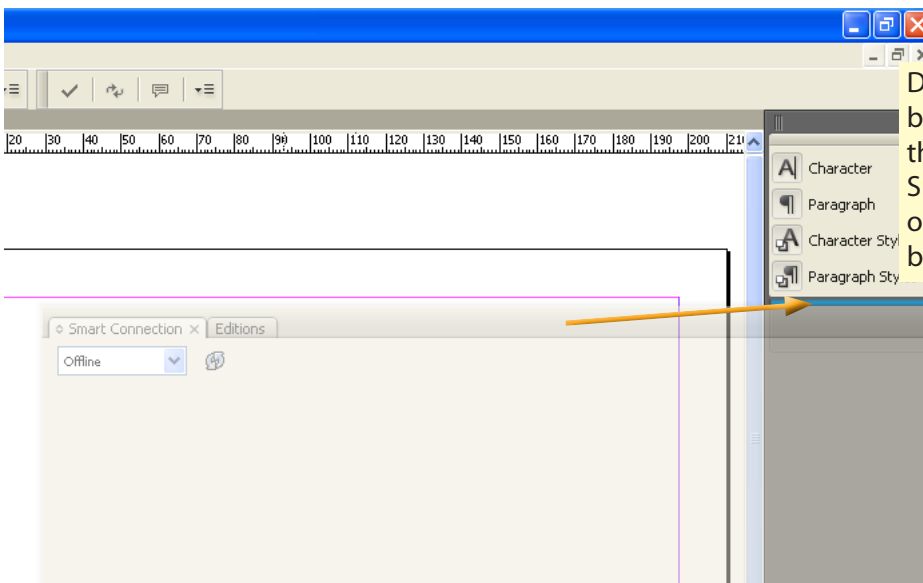 20 30 40 50 60 70 80 90 100 110 120 130 140 150 160 170 180 190 200 210
Character
Paragraph
Character Sty
Paragraph Sty
Smart Connection × Editions
Offline